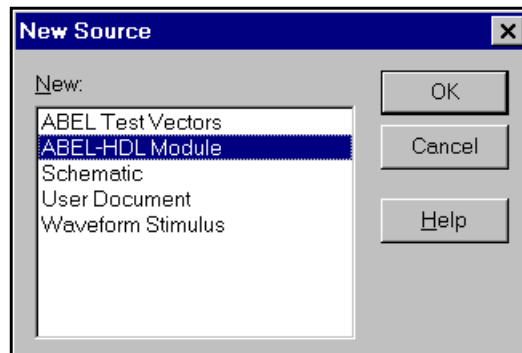 New Source
New:
ABEL Test Vectors
ABEL-HDL Module
Schematic
User Document
Waveform Stimulus
OK
Cancel
Help